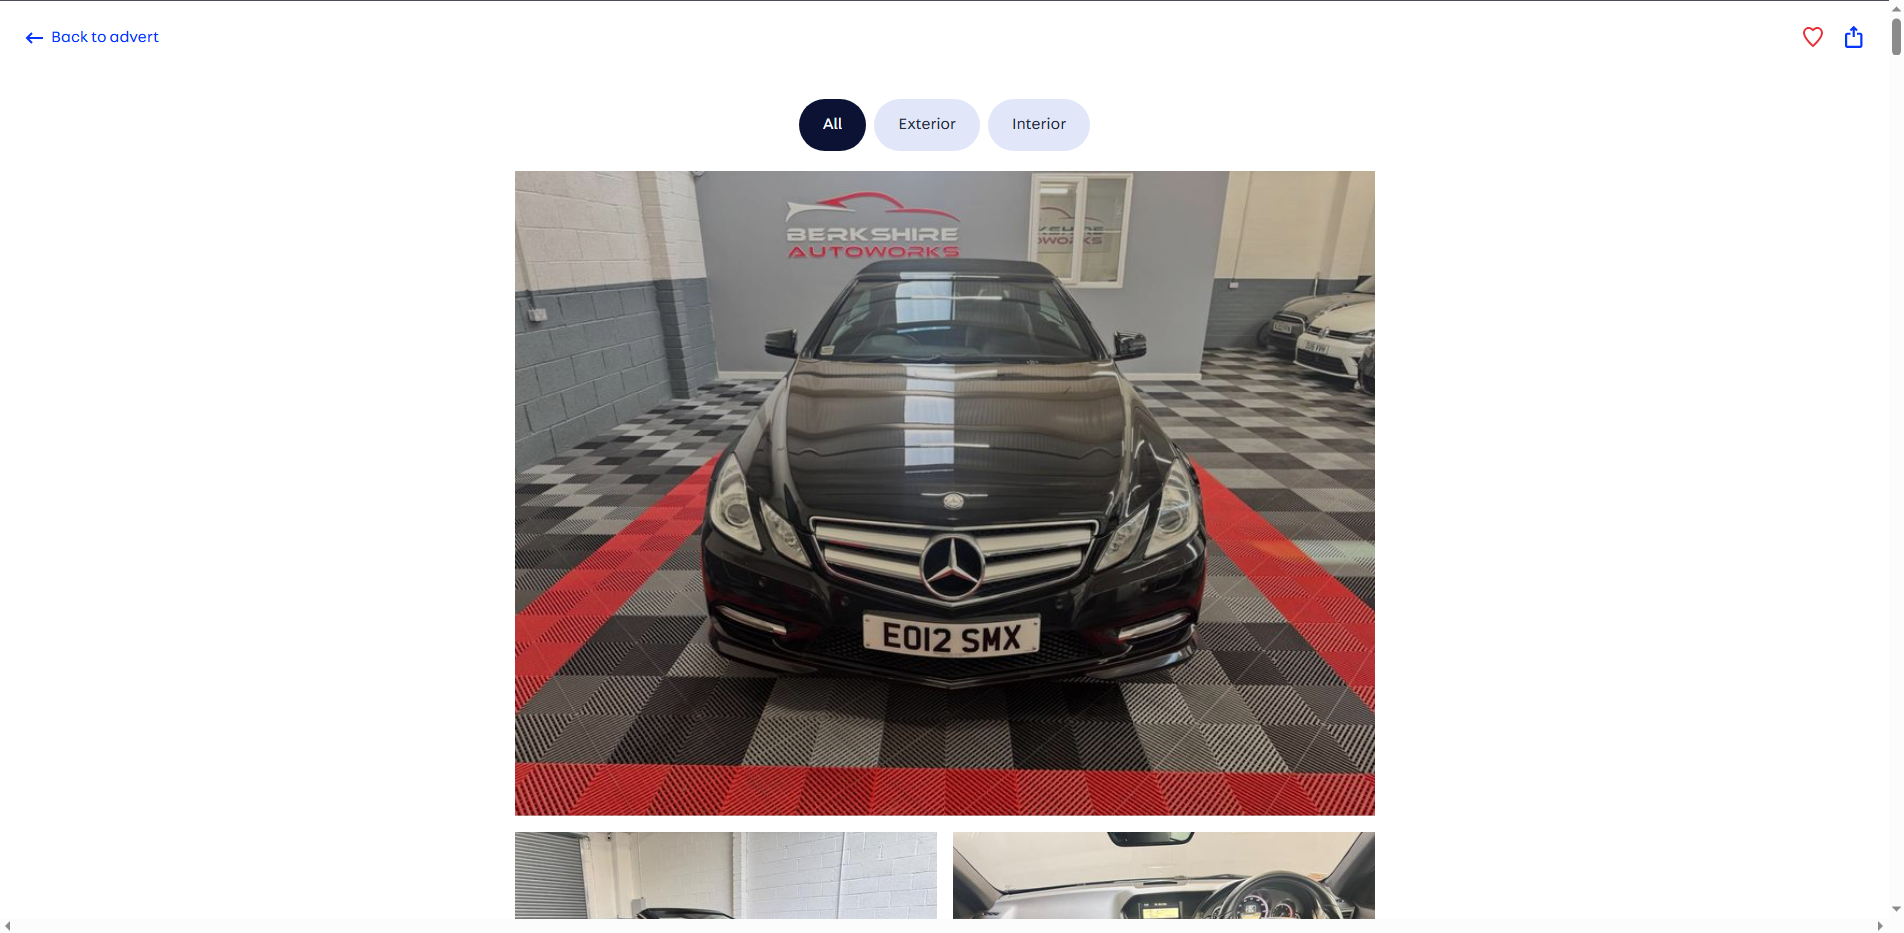 Back to advert
All
Exterior
Interior
BERKSHIRE
AUTOWORKS
EO12 SMX